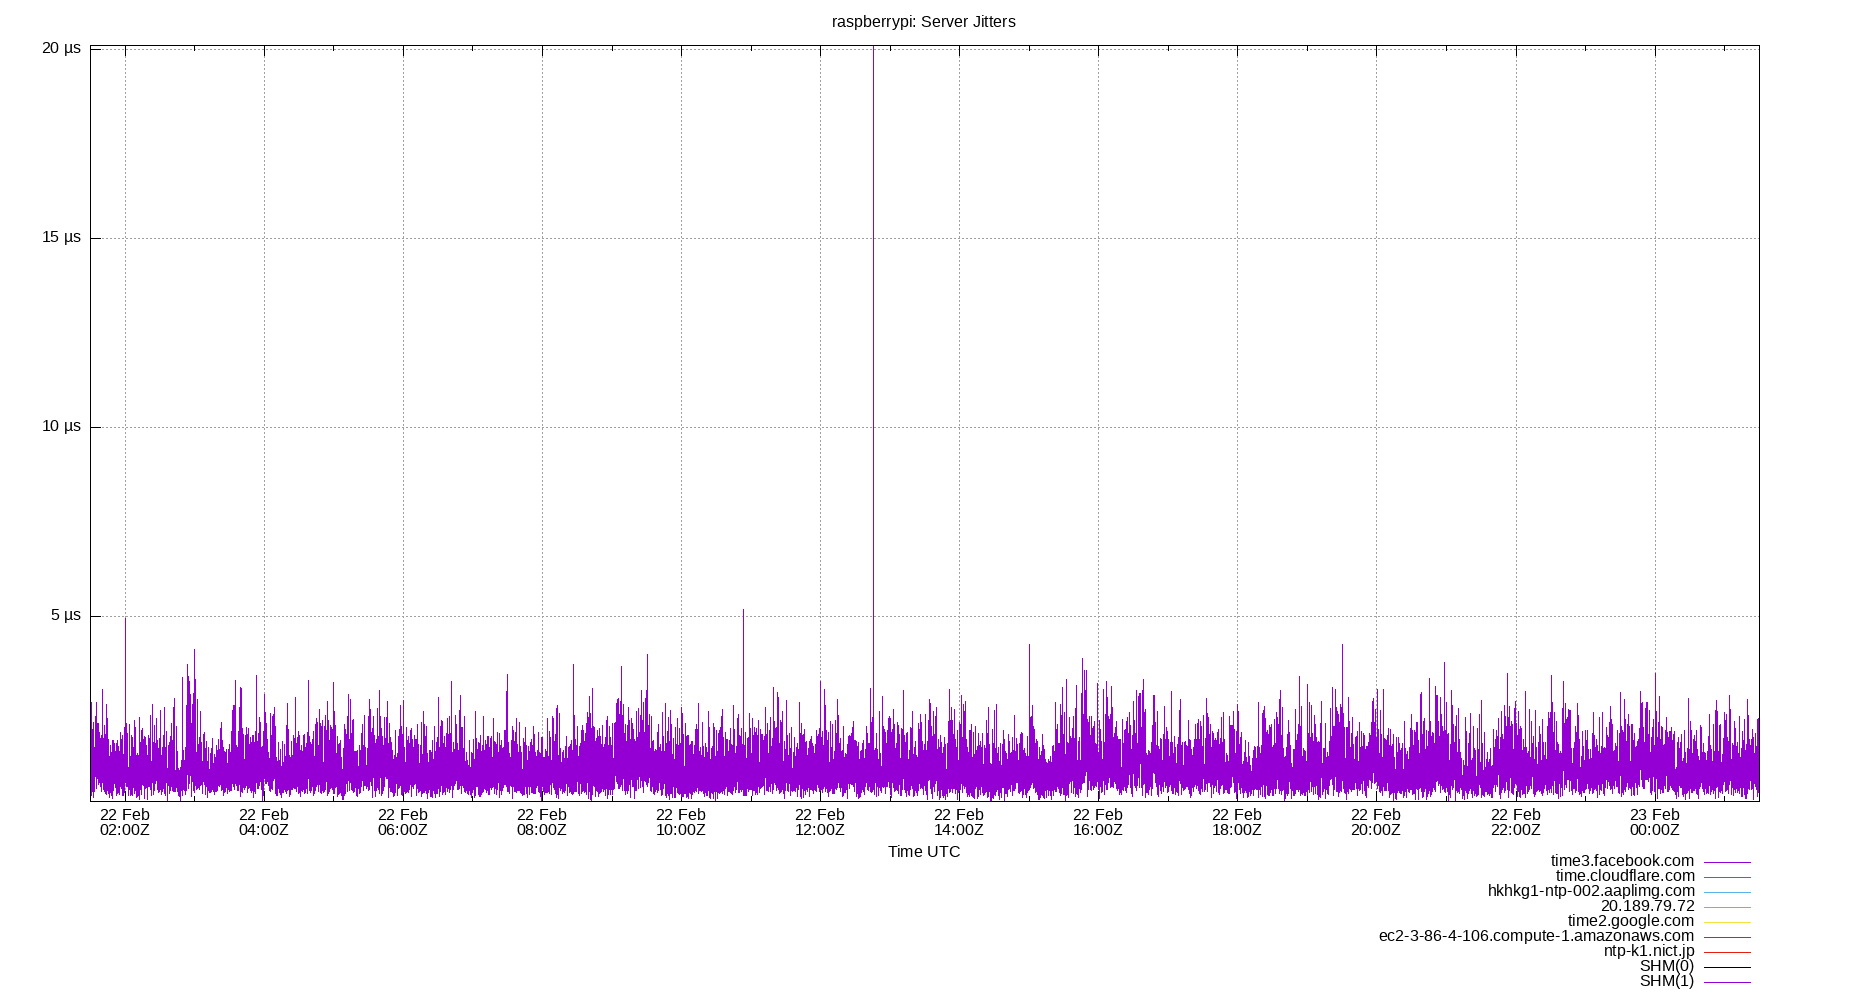 raspberrypi: Server Jitters
20 µs
15 µs
10 µs
5 µs
22 Feb 22 Feb 22 Feb 22 Feb 22 Feb 22 Feb 22 Feb 22 Feb 22 Feb 22 Feb 22 Feb 23 Feb
02:00Z 04:00Z 06:00Z 08:00Z 10:00Z 12:00Z 14:00Z 16:00Z 18:00Z 20:00Z 22:00Z 00:00Z
Time UTC
time3.facebook.com
time.cloudflare.com
hkhkg1-ntp-002.aaplimg.com
20.189.79.72
time2.google.com
ec2-3-86-4-106.compute-1.amazonaws.com
ntp-k1.nict.jp
SHM(0)
SHM(1)